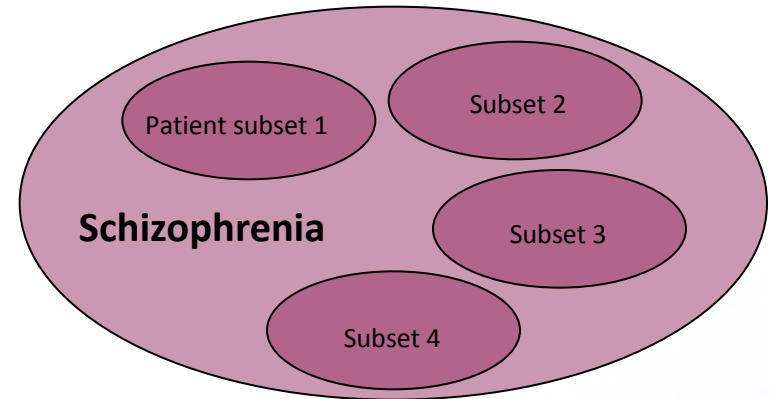 Subset 2
Patient subset 1
Schizophrenia
Subset 3
Subset 4